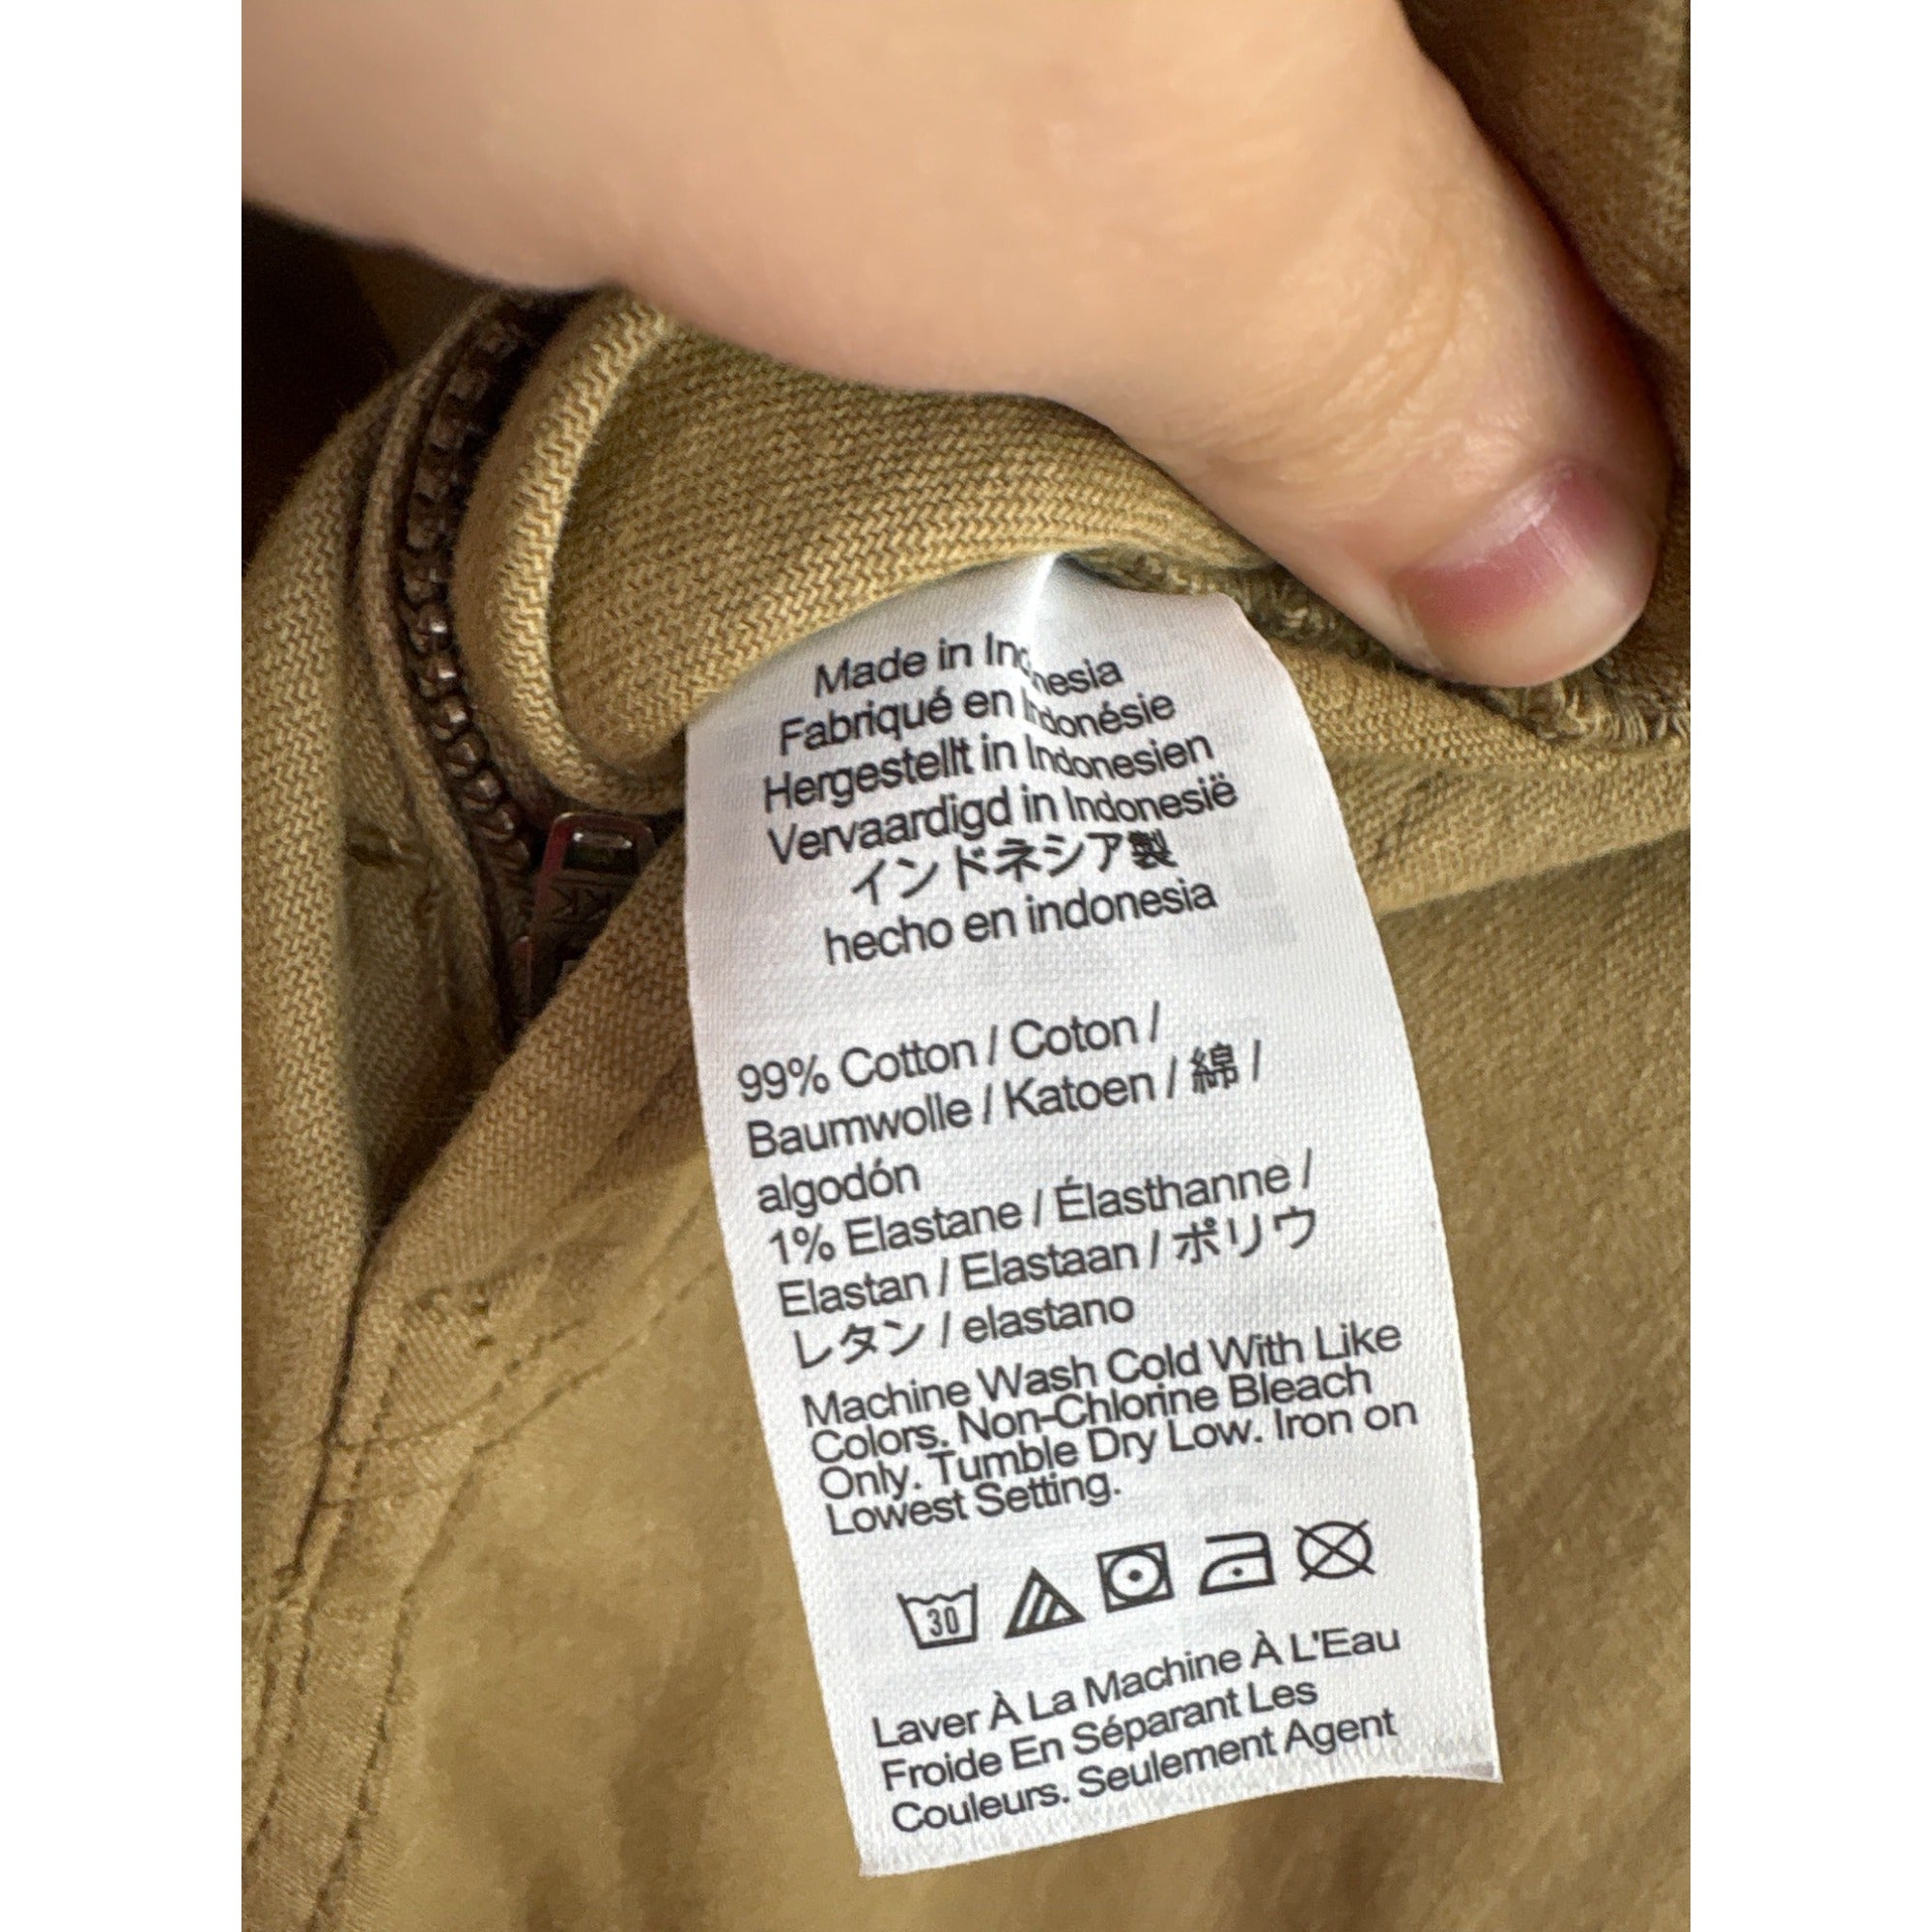 Made in Indonesia
Fabriqué en Indonésie
Hergestellt in Indonesien
Vervaardigd in Indonesië
インドネシア製
hecho en indonesia
99% Cotton / Coton /
Baumwolle / Katoen / 綿 /
algodón
1% Elastane / Élasthanne /
Elastan / Elastaan / ポリウ
レタン / elastano
Machine Wash Cold With Like
Colors. Non-Chlorine Bleach
Only. Tumble Dry Low. Iron on
Lowest Setting.
30
Laver À La Machine À L'Eau
Froide En Séparant Les
Couleurs. Seulement Agent